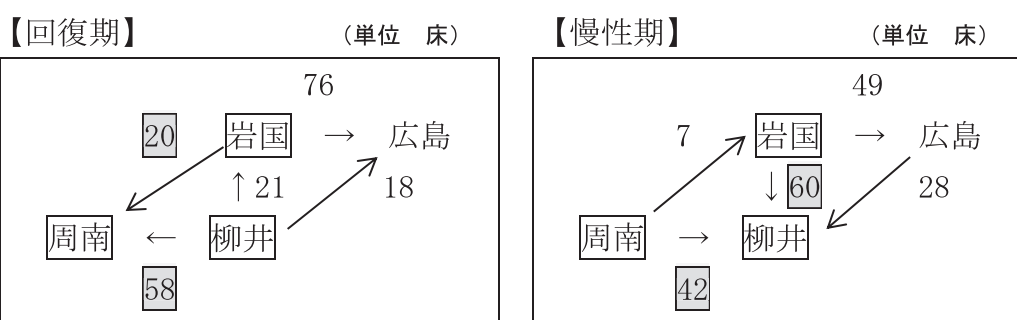 【回復期】 (単位 床)
76
20 岩国 → 広島
↑ 21 18
周南 ← 柳井
58
【慢性期】 (単位 床)
49
7 岩国 → 広島
↓ 60 28
周南 → 柳井
42